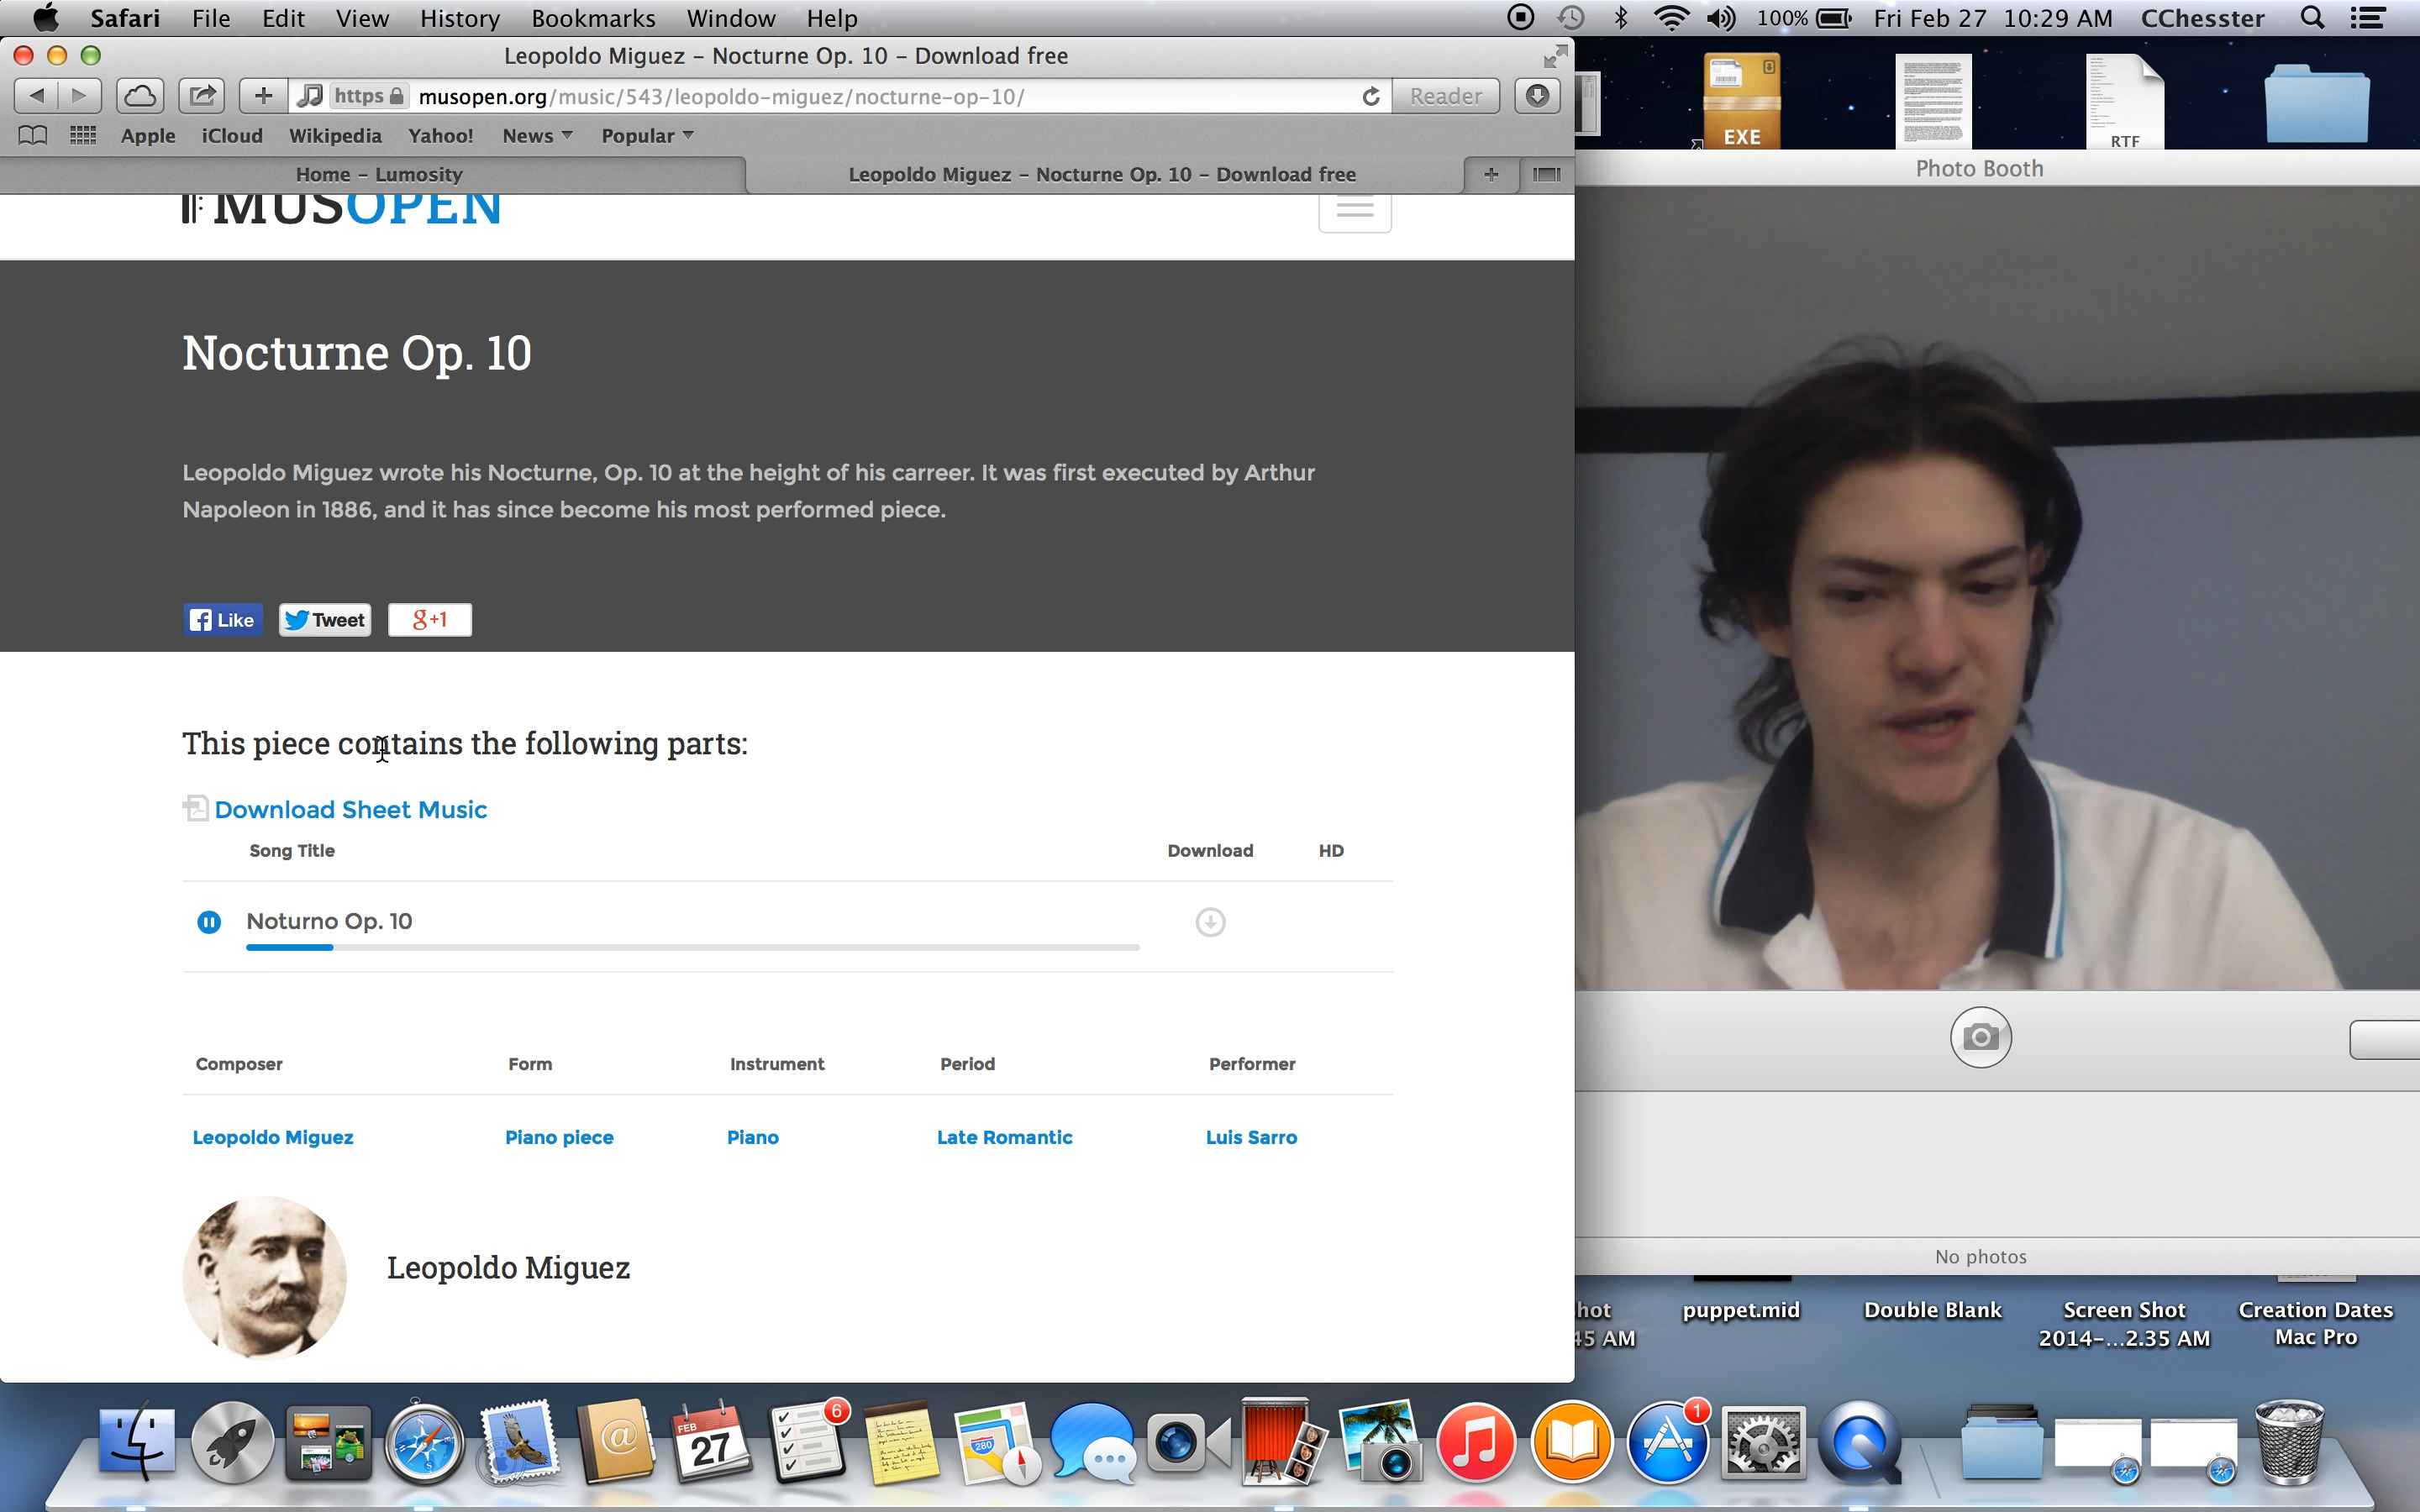 Safari File Edit View History Bookmarks Window Help
100% Fri Feb 27 10:29 AM CChesster
Leopoldo Miguez – Nocturne Op. 10 – Download free
https musopen.org/music/543/leopoldo-miguez/nocturne-op-10/ Reader
Apple iCloud Wikipedia Yahoo! News Popular
Home – Lumosity
Leopoldo Miguez – Nocturne Op. 10 – Download free
MUSOPEN
Nocturne Op. 10
Leopoldo Miguez wrote his Nocturne, Op. 10 at the height of his carreer. It was first executed by Arthur
Napoleon in 1886, and it has since become his most performed piece.
Like Tweet g+1
This piece contains the following parts:
Download Sheet Music
Song Title Download HD
Noturno Op. 10
Composer Form Instrument Period Performer
Leopoldo Miguez Piano piece Piano Late Romantic Luis Sarro
Leopoldo Miguez
EXE
RTF
Photo Booth
No photos
hot
45 AM
puppet.mid
Double Blank
Screen Shot
2014-...2.35 AM
Creation Dates
Mac Pro
FEB
27
6
280
1